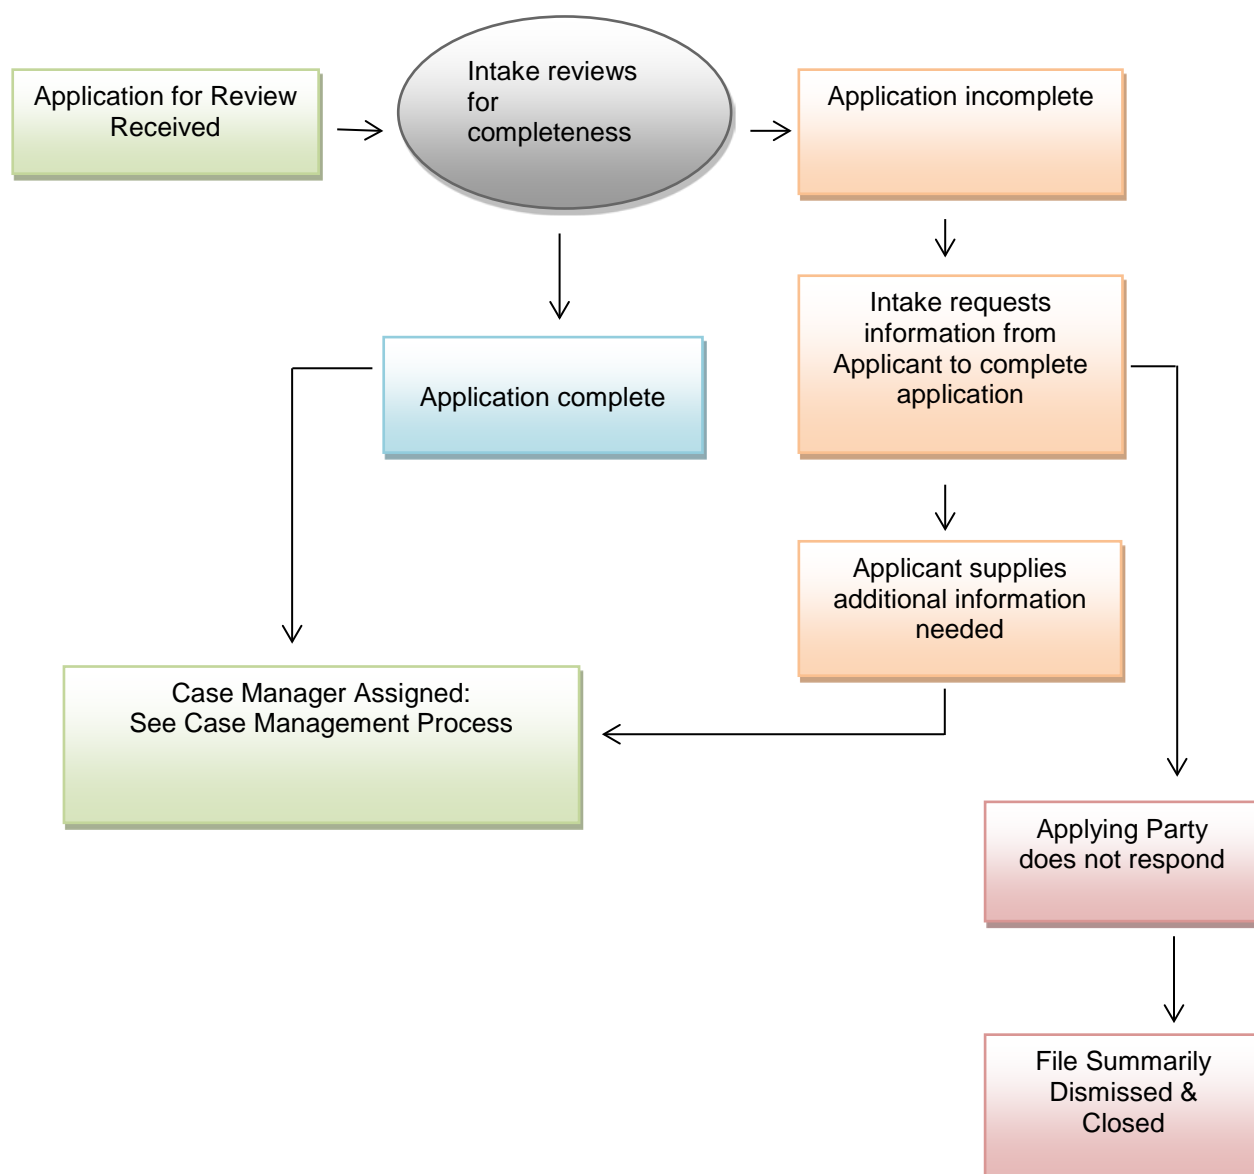 Application for Review
Received
Intake reviews
for
completeness
Application incomplete
Intake requests
information from
Applicant to complete
application
Application complete
Applicant supplies
additional information
needed
Case Manager Assigned:
See Case Management Process
Applying Party
does not respond
File Summarily
Dismissed &
Closed